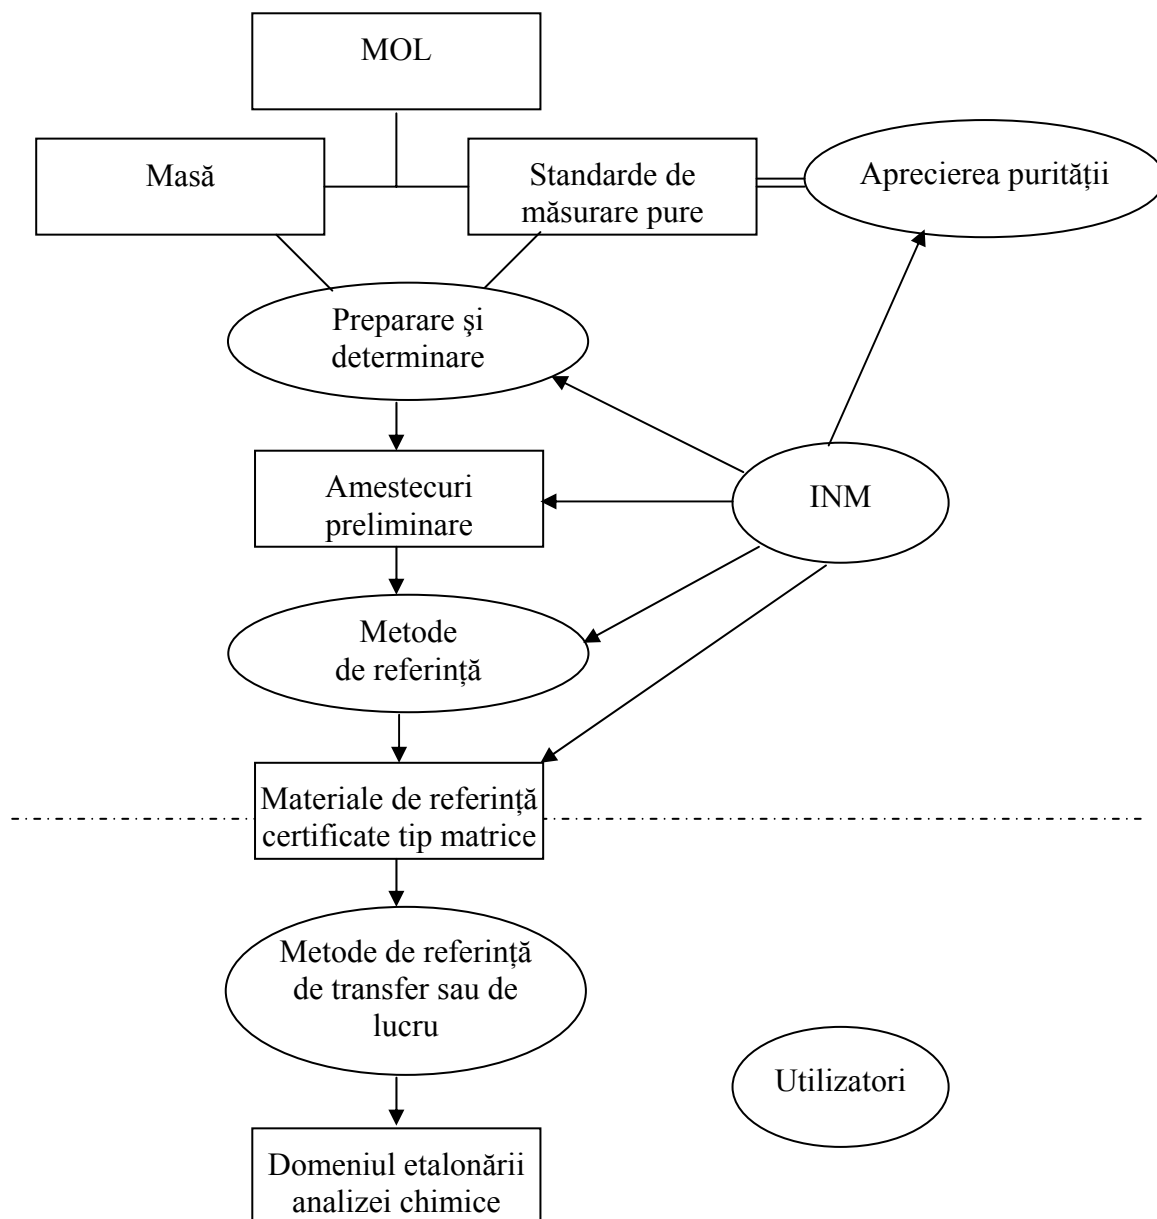 MOL
Masă
Standarde de
măsurare pure
Aprecierea purităţii
Preparare şi
determinare
Amestecuri
preliminare
INM
Metode
de referinţă
Materiale de referinţă
certificate tip matrice
Metode de referinţă
de transfer sau de
lucru
Utilizatori
Domeniul etalonării
analizei chimice